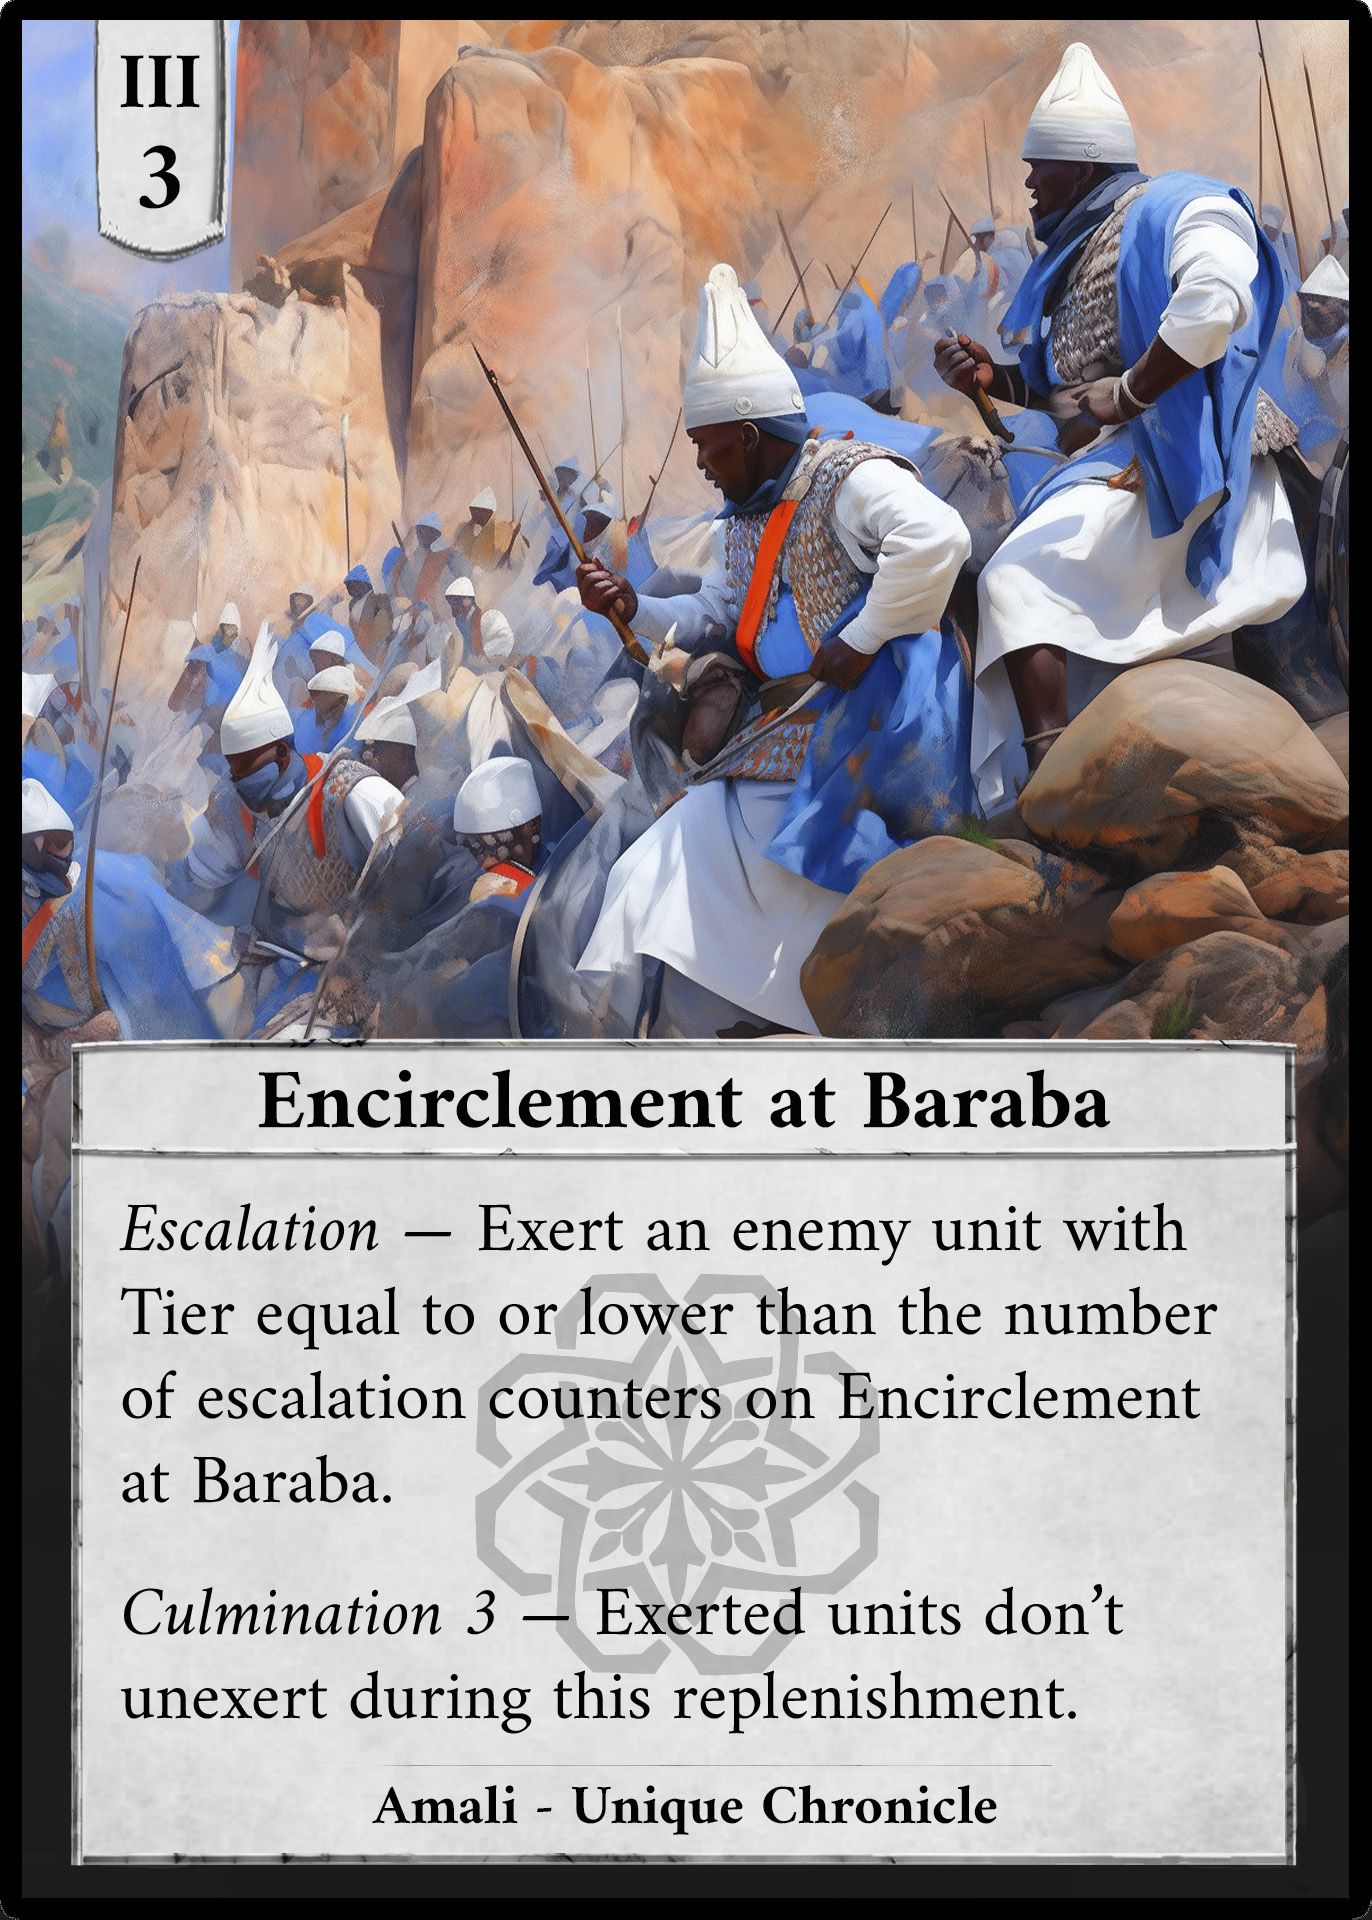 III
3
Encirclement at Baraba
Escalation — Exert an enemy unit with
Tier equal to or lower than the number
of escalation counters on Encirclement
at Baraba.
Culmination 3 — Exerted units don’t
unexert during this replenishment.
Amali - Unique Chronicle